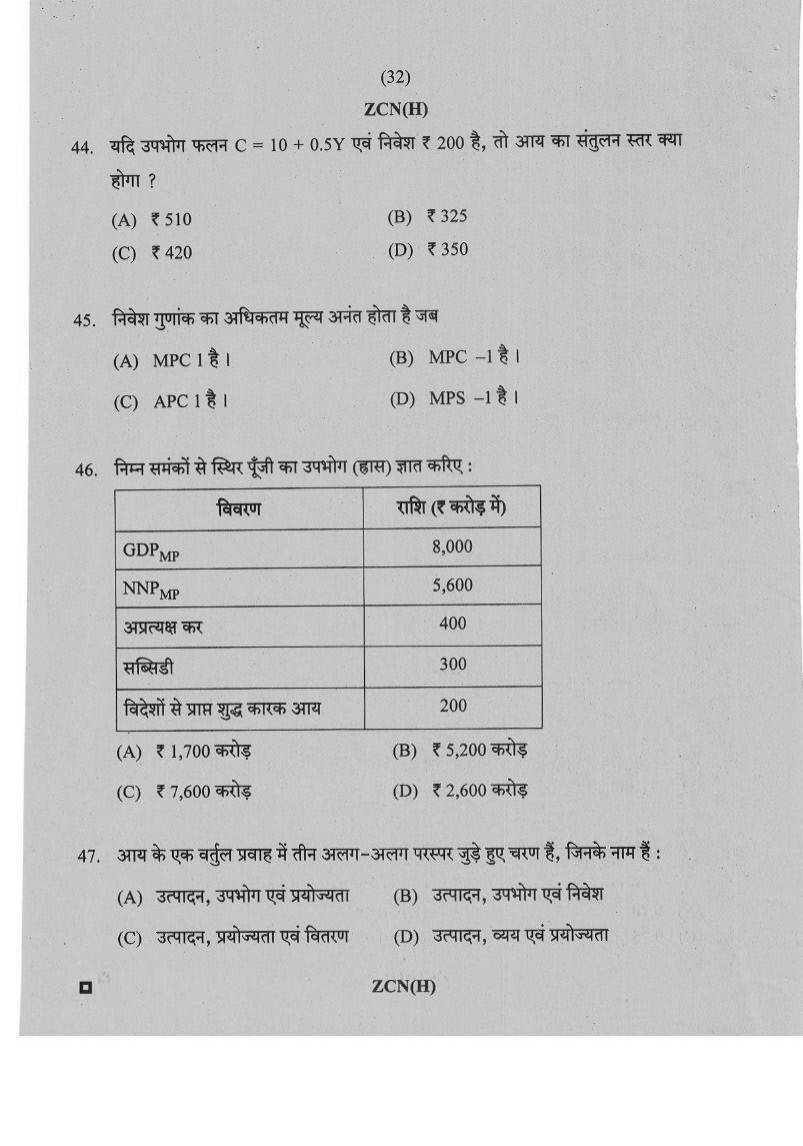 (32)
ZCN(H)
44. यदि उपभोग फलन C = 10 + 0.5Y एवं निवेश ₹ 200 है, तो आय का संतुलन स्तर क्या
होगा ?
(A) ₹ 510 (B) ₹ 325
(C) ₹ 420 (D) ₹ 350
45. निवेश गुणांक का अधिकतम मूल्य अनंत होता है जब
(A) MPC 1 है । (B) MPC –1 है ।
(C) APC 1 है । (D) MPS –1 है ।
46. निम्न समंकों से स्थिर पूँजी का उपभोग (ह्रास) ज्ञात करिए :
विवरण राशि (₹ करोड़ में)
GDP_MP 8,000
NNP_MP 5,600
अप्रत्यक्ष कर 400
सब्सिडी 300
विदेशों से प्राप्त शुद्ध कारक आय 200
(A) ₹ 1,700 करोड़ (B) ₹ 5,200 करोड़
(C) ₹ 7,600 करोड़ (D) ₹ 2,600 करोड़
47. आय के एक वर्तुल प्रवाह में तीन अलग-अलग परस्पर जुड़े हुए चरण हैं, जिनके नाम हैं :
(A) उत्पादन, उपभोग एवं प्रयोज्यता (B) उत्पादन, उपभोग एवं निवेश
(C) उत्पादन, प्रयोज्यता एवं वितरण (D) उत्पादन, व्यय एवं प्रयोज्यता
ZCN(H)